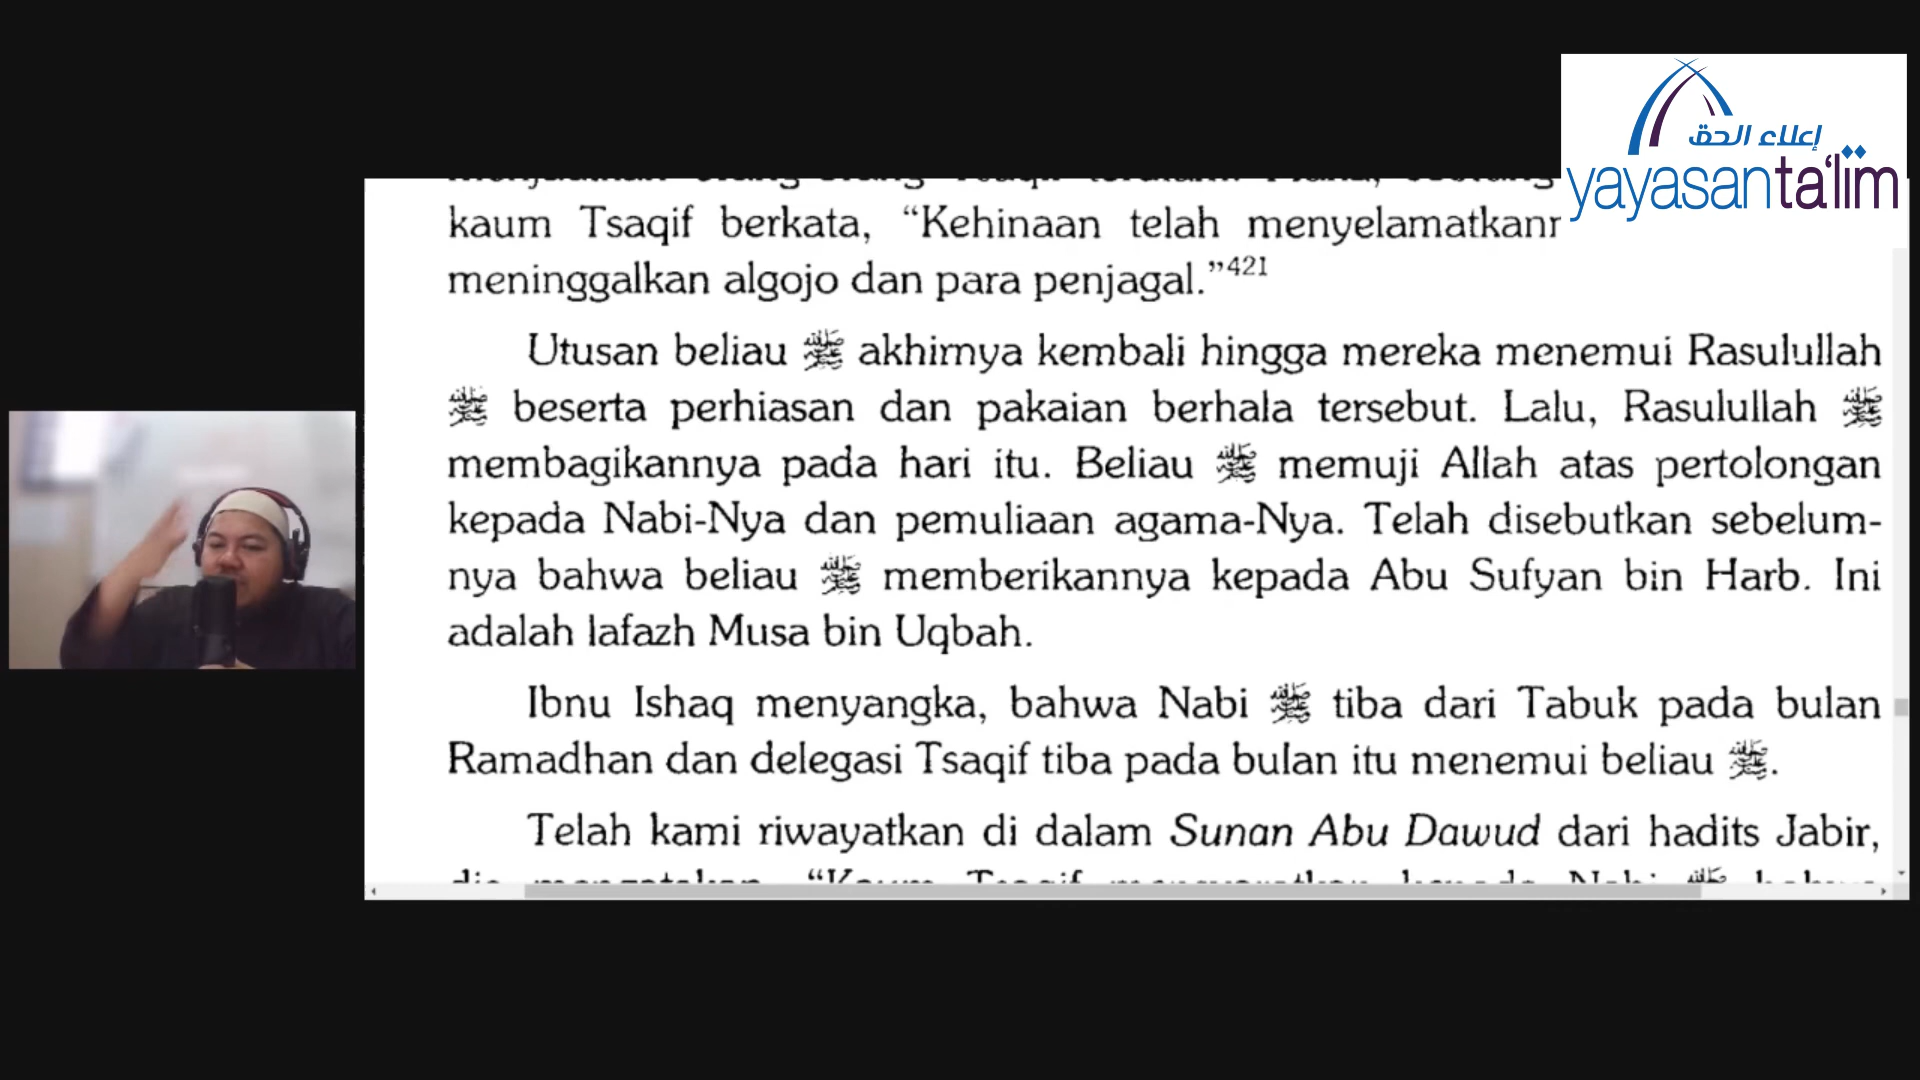 إعلاء الحق
yayasanta'lim
kaum Tsaqif berkata, “Kehinaan telah
meninggalkan algojo dan para penjagal.”421
Utusan beliau ﷺ akhirnya kembali hingga mereka menemui Rasulullah
ﷺ beserta perhiasan dan pakaian berhala tersebut. Lalu, Rasulullah ﷺ
membagikannya pada hari itu. Beliau ﷺ memuji Allah atas pertolongan
kepada Nabi-Nya dan pemuliaan agama-Nya. Telah disebutkan sebelum-
nya bahwa beliau ﷺ memberikannya kepada Abu Sufyan bin Harb. Ini
adalah lafazh Musa bin Uqbah.
Ibnu Ishaq menyangka, bahwa Nabi ﷺ tiba dari Tabuk pada bulan
Ramadhan dan delegasi Tsaqif tiba pada bulan itu menemui beliau ﷺ.
Telah kami riwayatkan di dalam Sunan Abu Dawud dari hadits Jabir,